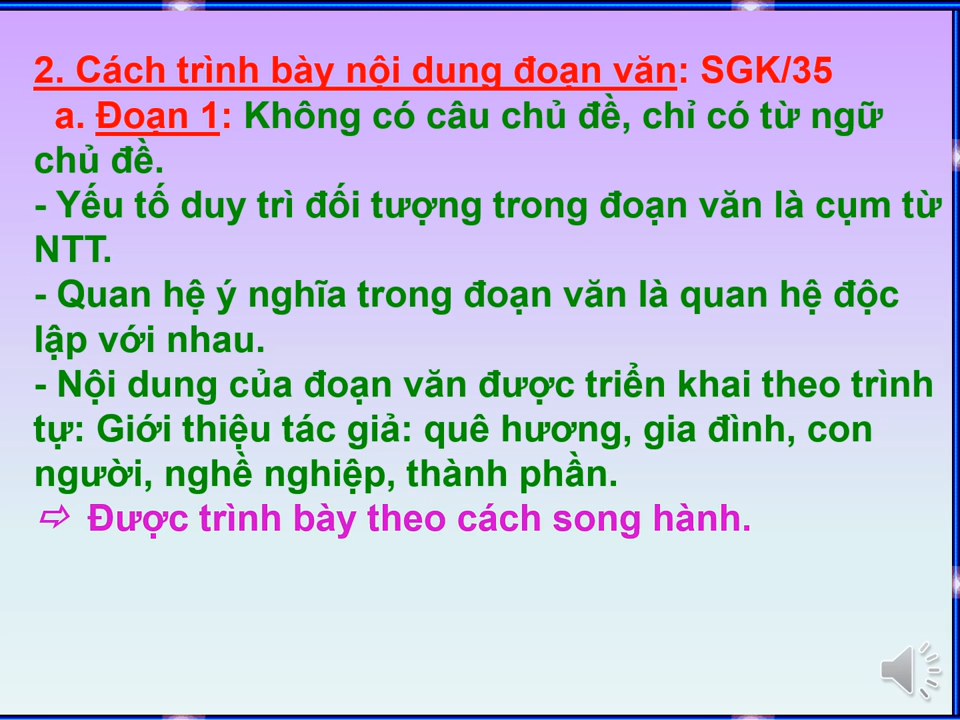 2. Cách trình bày nội dung đoạn văn: SGK/35
a. Đoạn 1: Không có câu chủ đề, chỉ có từ ngữ
chủ đề.
- Yếu tố duy trì đối tượng trong đoạn văn là cụm từ
NTT.
- Quan hệ ý nghĩa trong đoạn văn là quan hệ độc
lập với nhau.
- Nội dung của đoạn văn được triển khai theo trình
tự: Giới thiệu tác giả: quê hương, gia đình, con
người, nghề nghiệp, thành phần.
⇨ Được trình bày theo cách song hành.